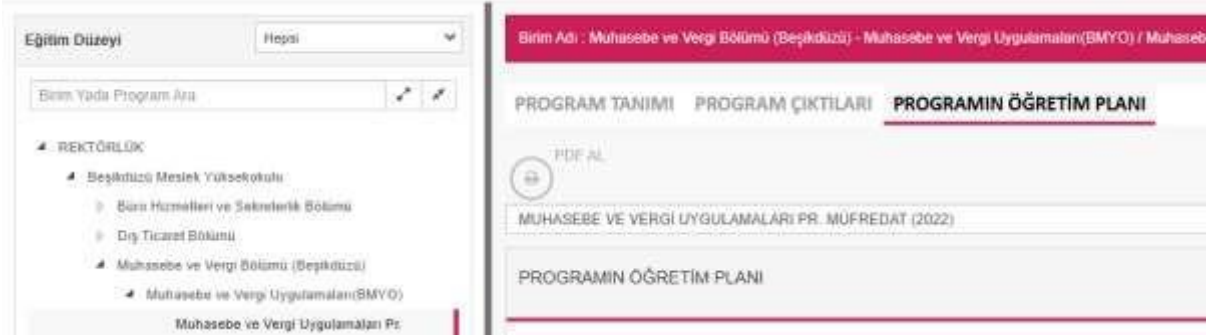 Eğitim Düzeyi
Hepsi
Birim Yada Program Ara
REKTÖRLÜK
Beşikdüzü Meslek Yüksekokulu
Büro Hizmetleri ve Sekreterlik Bölümü
Dış Ticaret Bölümü
Muhasebe ve Vergi Bölümü (Beşikdüzü)
Muhasebe ve Vergi Uygulamaları(BMYO)
Muhasebe ve Vergi Uygulamaları Pr.
Birim Adı : Muhasebe ve Vergi Bölümü (Beşikdüzü) - Muhasebe ve Vergi Uygulamaları(BMYO) / Muhaseb
PROGRAM TANIMI PROGRAM ÇIKTILARI PROGRAMIN ÖĞRETİM PLANI
PDF AL
MUHASEBE VE VERGİ UYGULAMALARI PR. MÜFREDAT (2022)
PROGRAMIN ÖĞRETİM PLANI